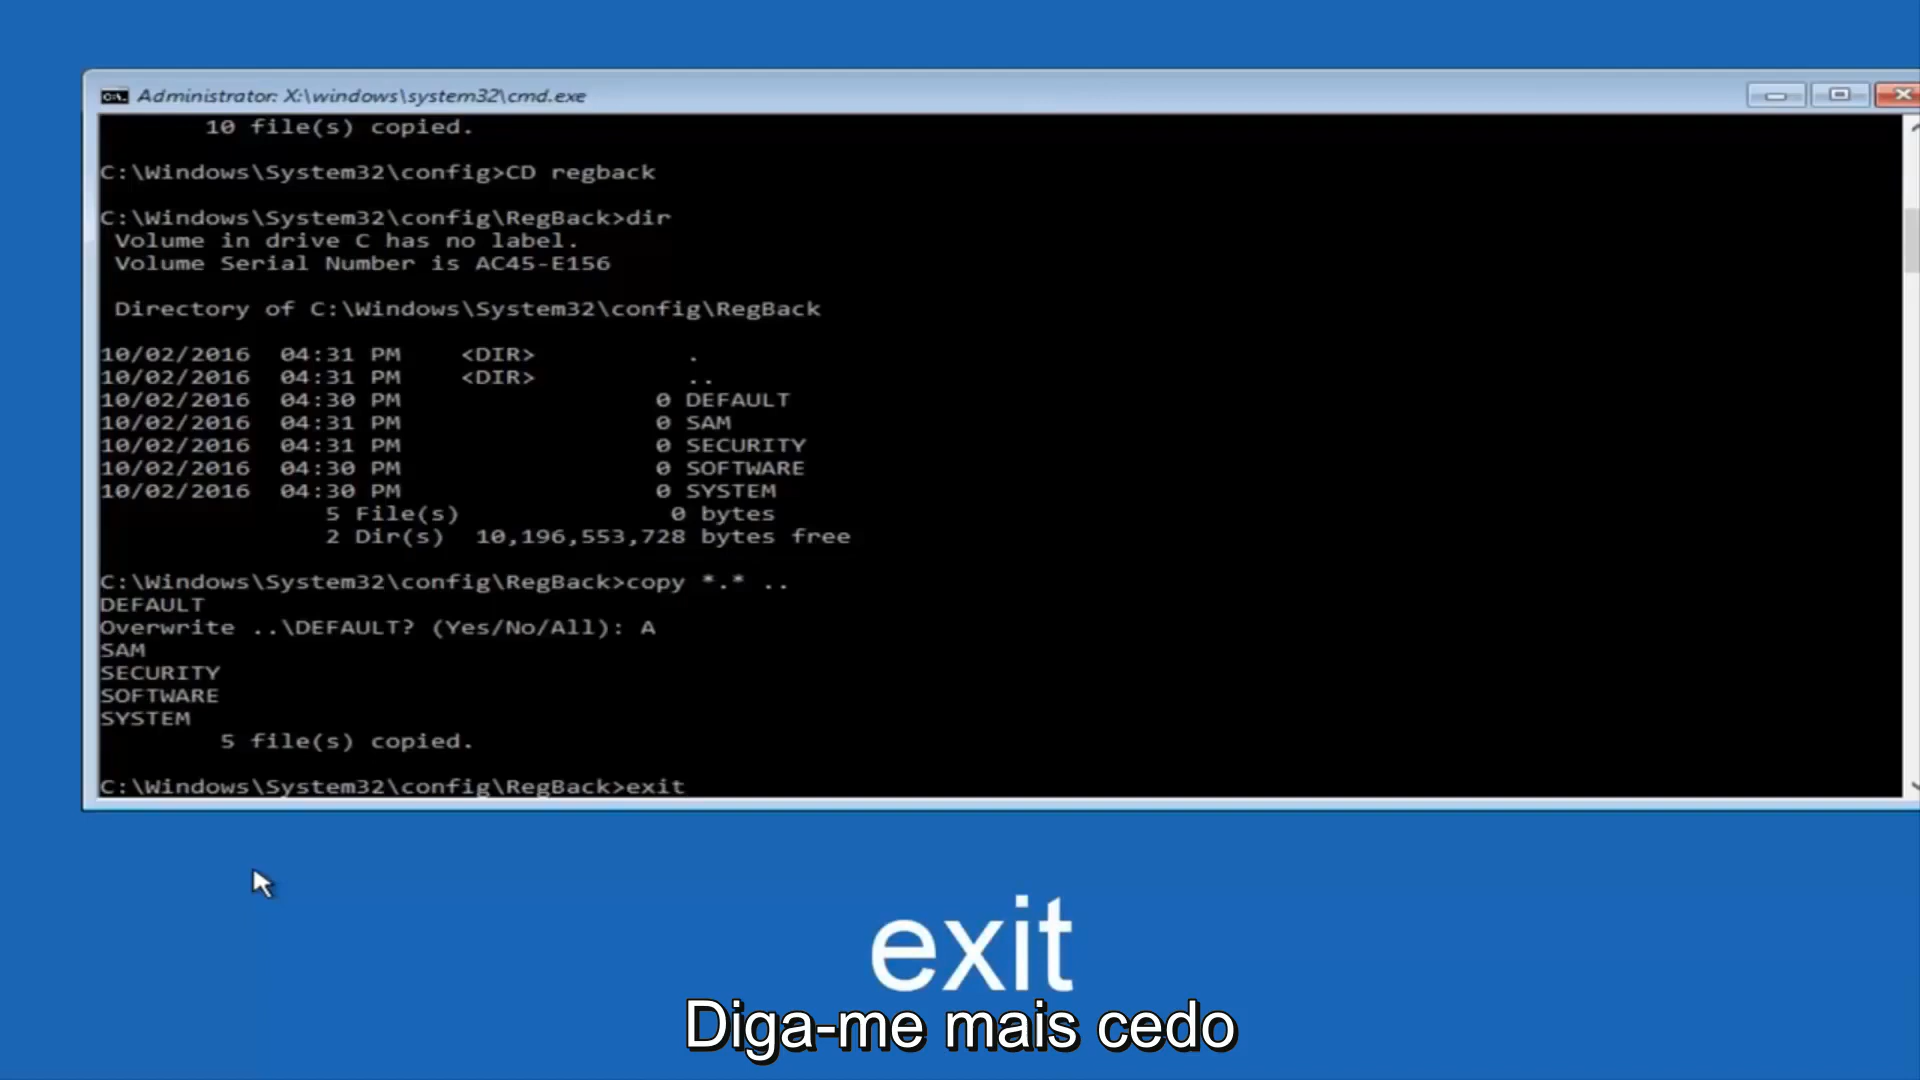 Administrator: X:\windows\system32\cmd.exe
10 file(s) copied.
C:\Windows\System32\config>CD regback
C:\Windows\System32\config\RegBack>dir
Volume in drive C has no label.
Volume Serial Number is AC45-E156
Directory of C:\Windows\System32\config\RegBack
10/02/2016 04:31 PM <DIR> .
10/02/2016 04:31 PM <DIR> ..
10/02/2016 04:30 PM 0 DEFAULT
10/02/2016 04:31 PM 0 SAM
10/02/2016 04:31 PM 0 SECURITY
10/02/2016 04:30 PM 0 SOFTWARE
10/02/2016 04:30 PM 0 SYSTEM
5 File(s) 0 bytes
2 Dir(s) 10,196,553,728 bytes free
C:\Windows\System32\config\RegBack>copy *.* ..
DEFAULT
Overwrite ..\DEFAULT? (Yes/No/All): A
SAM
SECURITY
SOFTWARE
SYSTEM
5 file(s) copied.
C:\Windows\System32\config\RegBack>exit
exit
Diga-me mais cedo